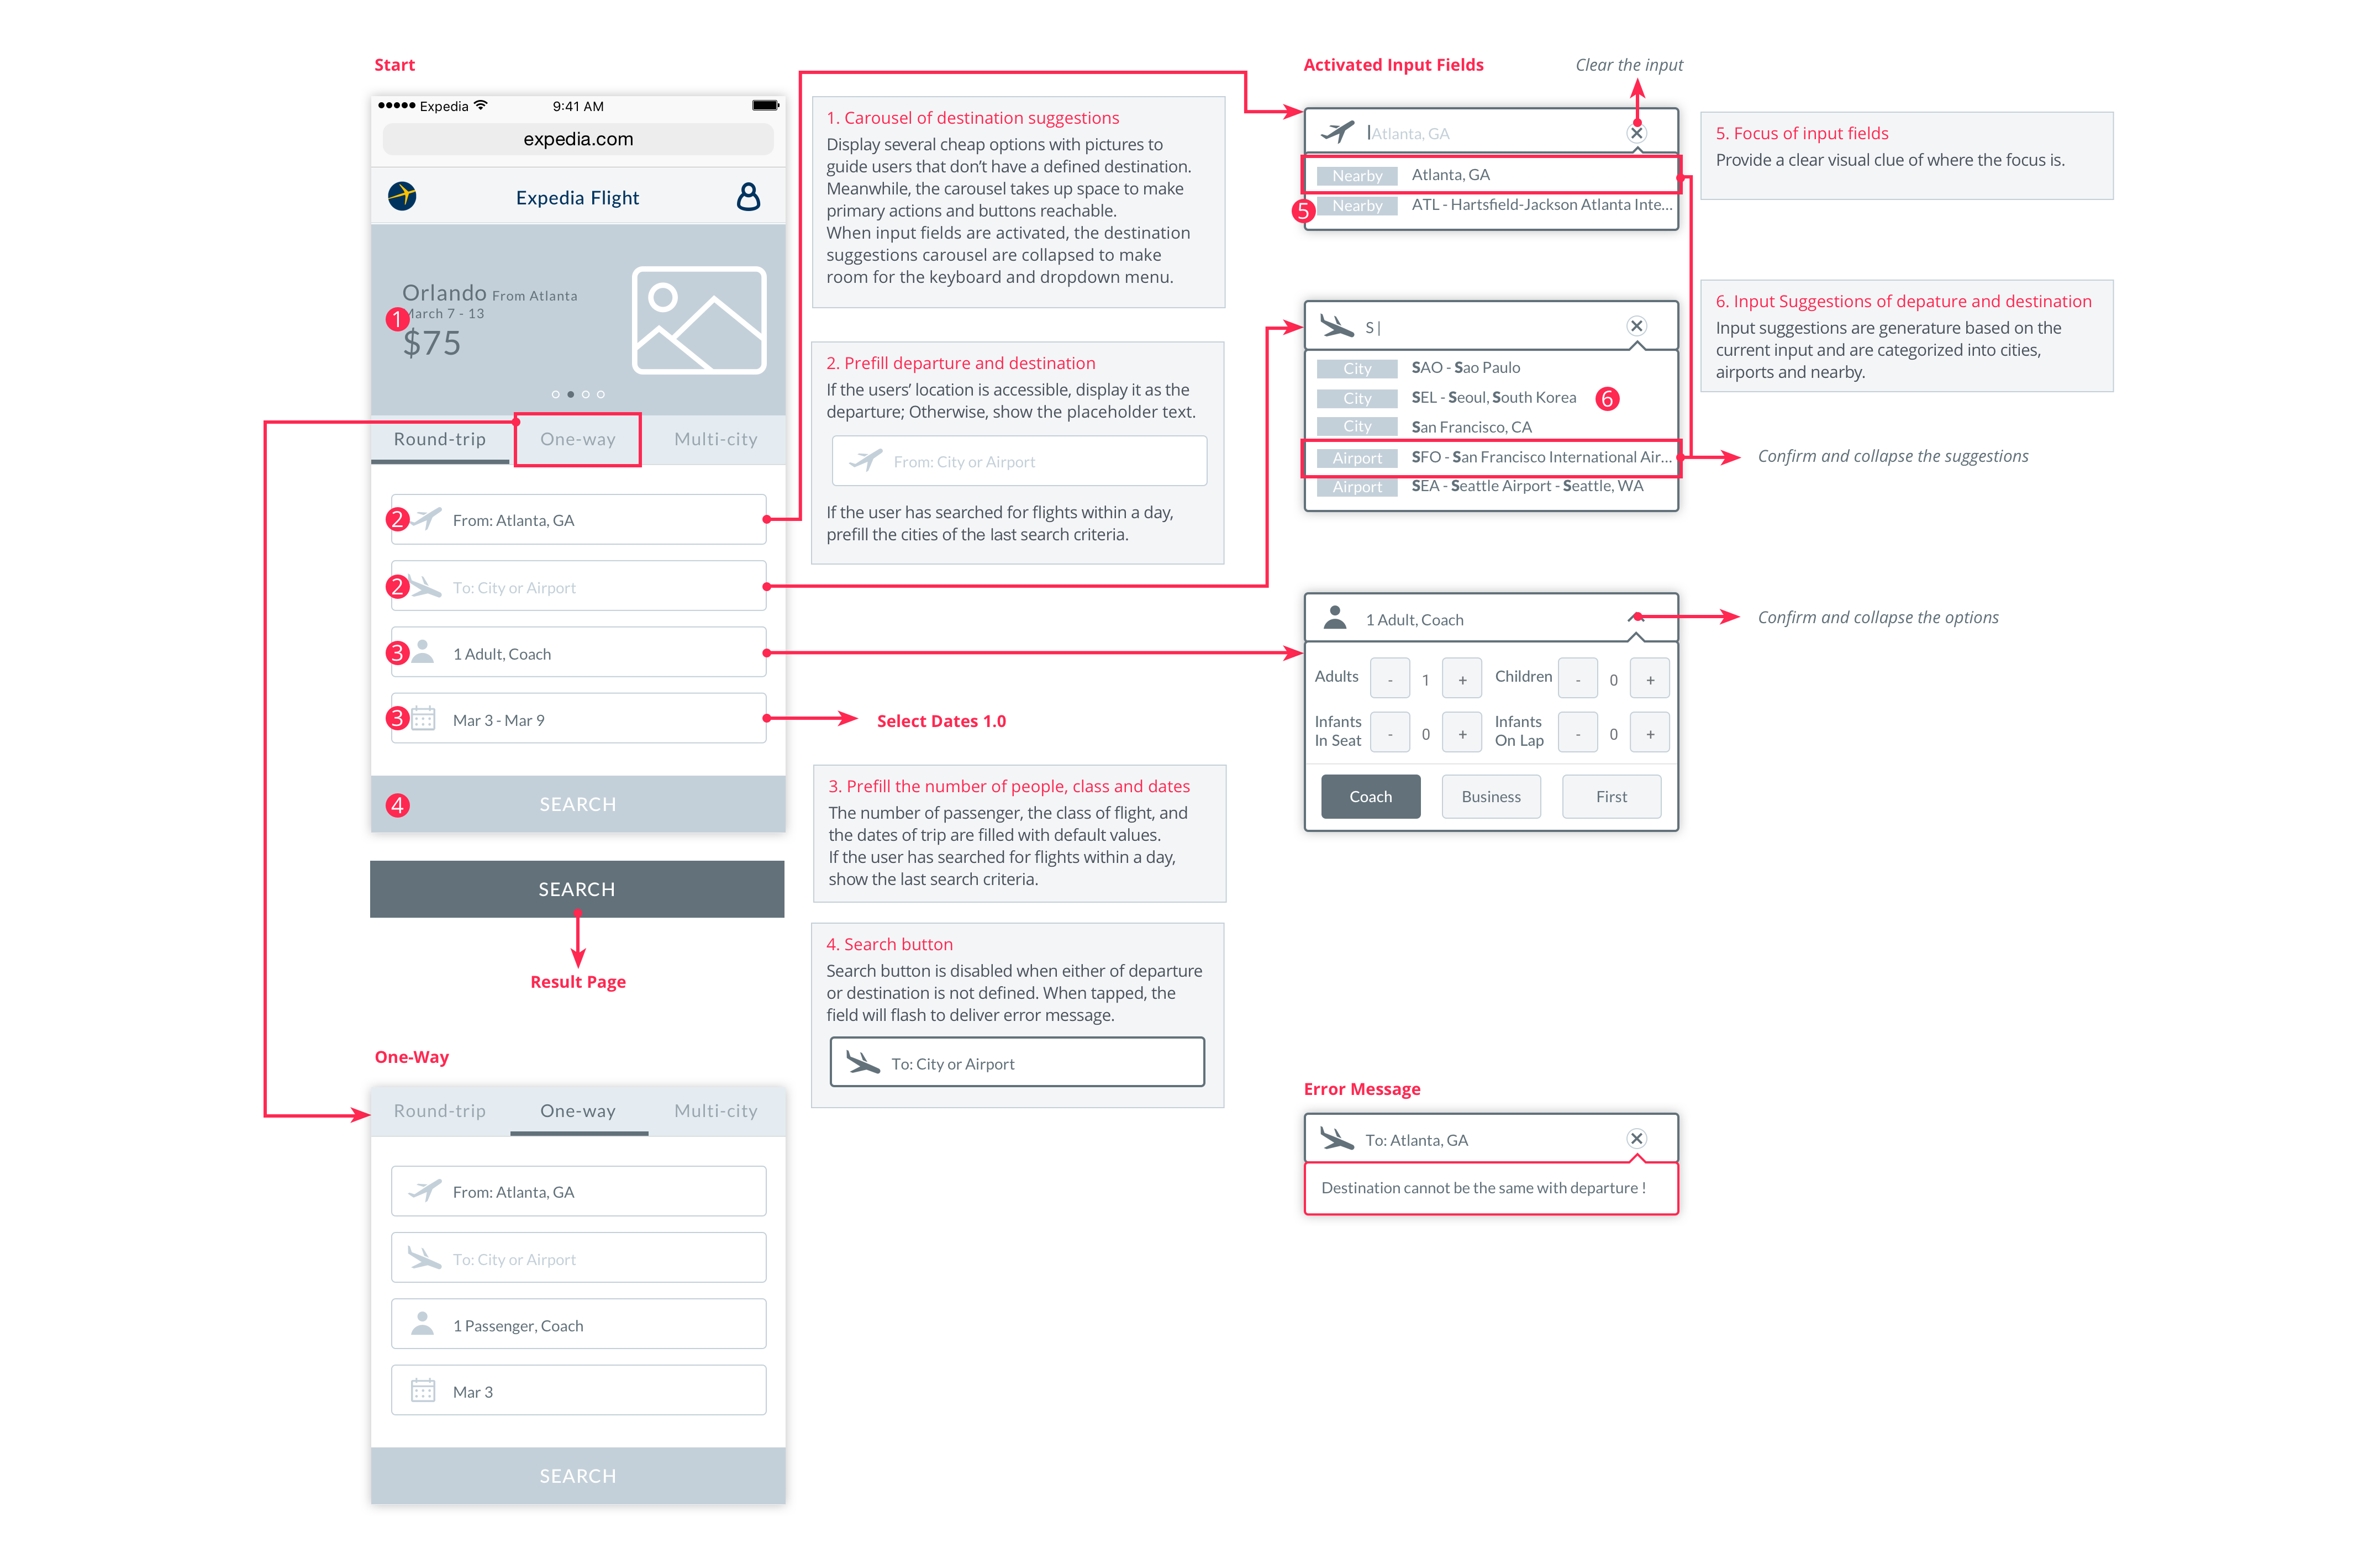 Start
Expedia
9:41 AM
expedia.com
Expedia Flight
Orlando From Atlanta
March 7 - 13
$75
1
Round-trip
One-way
Multi-city
2
From: Atlanta, GA
2
To: City or Airport
3
1 Adult, Coach
3
Mar 3 - Mar 9
4
SEARCH
SEARCH
Result Page
One-Way
Round-trip
One-way
Multi-city
From: Atlanta, GA
To: City or Airport
1 Passenger, Coach
Mar 3
SEARCH
1. Carousel of destination suggestions
Display several cheap options with pictures to
guide users that don't have a defined destination.
Meanwhile, the carousel takes up space to make
primary actions and buttons reachable.
When input fields are activated, the destination
suggestions carousel are collapsed to make
room for the keyboard and dropdown menu.
2. Prefill departure and destination
If the users' location is accessible, display it as the
departure; Otherwise, show the placeholder text.
From: City or Airport
If the user has searched for flights within a day,
prefill the cities of the last search criteria.
Select Dates 1.0
3. Prefill the number of people, class and dates
The number of passenger, the class of flight, and
the dates of trip are filled with default values.
If the user has searched for flights within a day,
show the last search criteria.
4. Search button
Search button is disabled when either of departure
or destination is not defined. When tapped, the
field will flash to deliver error message.
To: City or Airport
Activated Input Fields
Clear the input
Atlanta, GA
Nearby Atlanta, GA
5
Nearby ATL - Hartsfield-Jackson Atlanta Inte...
S |
City SAO - Sao Paulo
City SEL - Seoul, South Korea
6
City San Francisco, CA
Airport SFO - San Francisco International Air...
Airport SEA - Seattle Airport - Seattle, WA
Confirm and collapse the suggestions
1 Adult, Coach
Confirm and collapse the options
Adults - 1 + Children - 0 +
Infants In Seat - 0 + Infants On Lap - 0 +
Coach
Business
First
5. Focus of input fields
Provide a clear visual clue of where the focus is.
6. Input Suggestions of depature and destination
Input suggestions are generature based on the
current input and are categorized into cities,
airports and nearby.
Error Message
To: Atlanta, GA
Destination cannot be the same with departure !